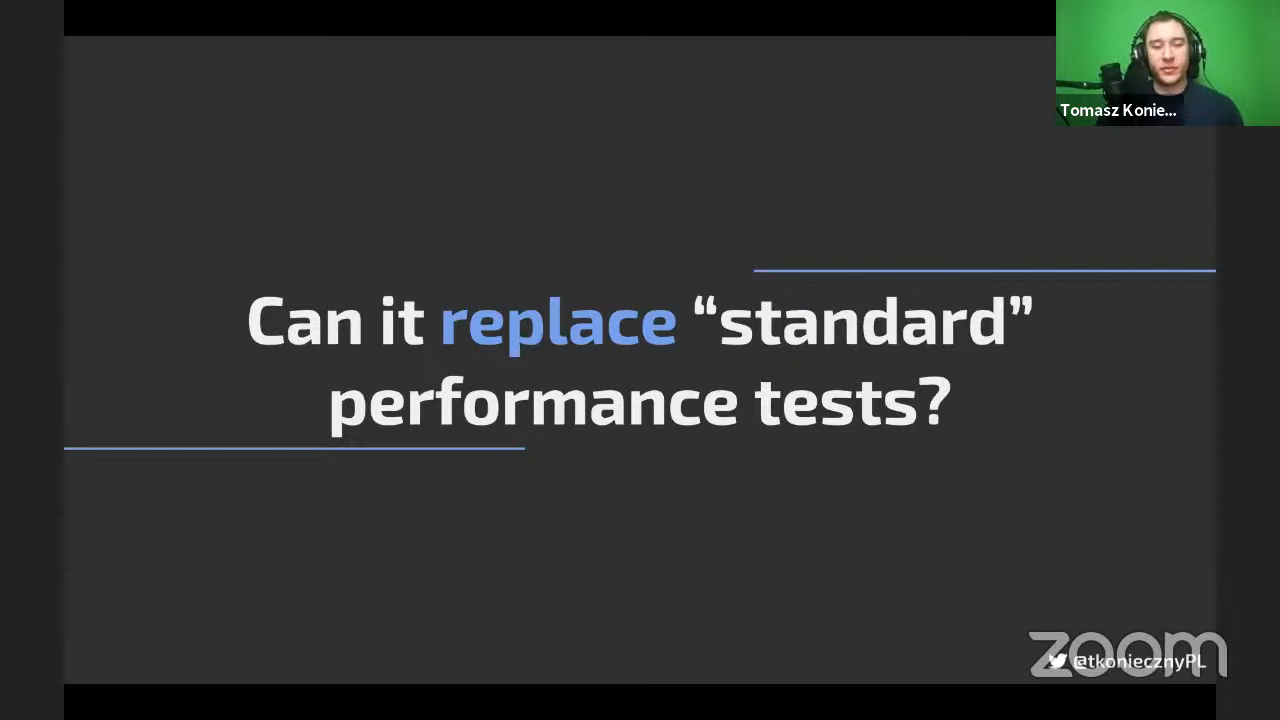 Tomasz Konie...
Can it replace “standard”
performance tests?
zoom
@tkoniecznyPL